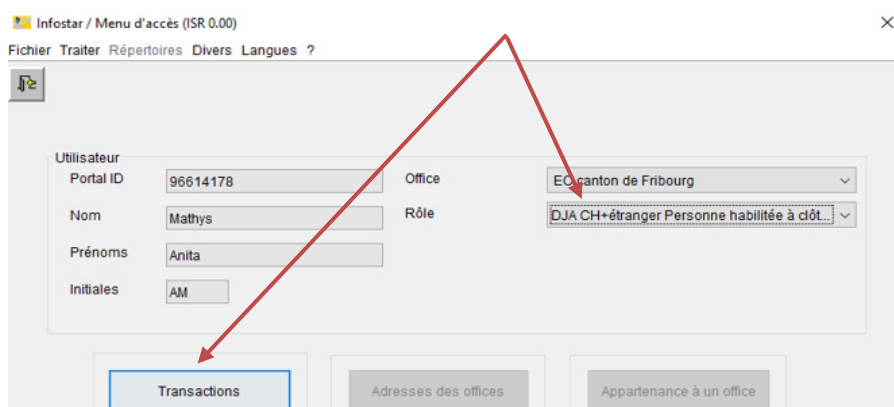 Infostar / Menu d'accès (ISR 0.00)
Fichier Traiter Répertoires Divers Langues ?
Utilisateur
Portal ID 96614178 Office EC canton de Fribourg
Nom Mathys Rôle DJA CH+étranger Personne habilitée à clôt...
Prénoms Anita
Initiales AM
Transactions Adresses des offices Appartenance à un office